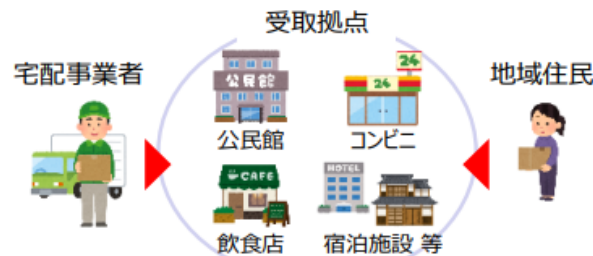 受取拠点
宅配事業者
地域住民
公民館
24
24
公民館
コンビニ
CAFE
HOTEL
飲食店
宿泊施設 等